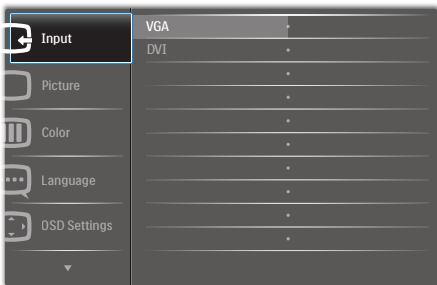 Input
VGA
DVI
Picture
Color
Language
OSD Settings